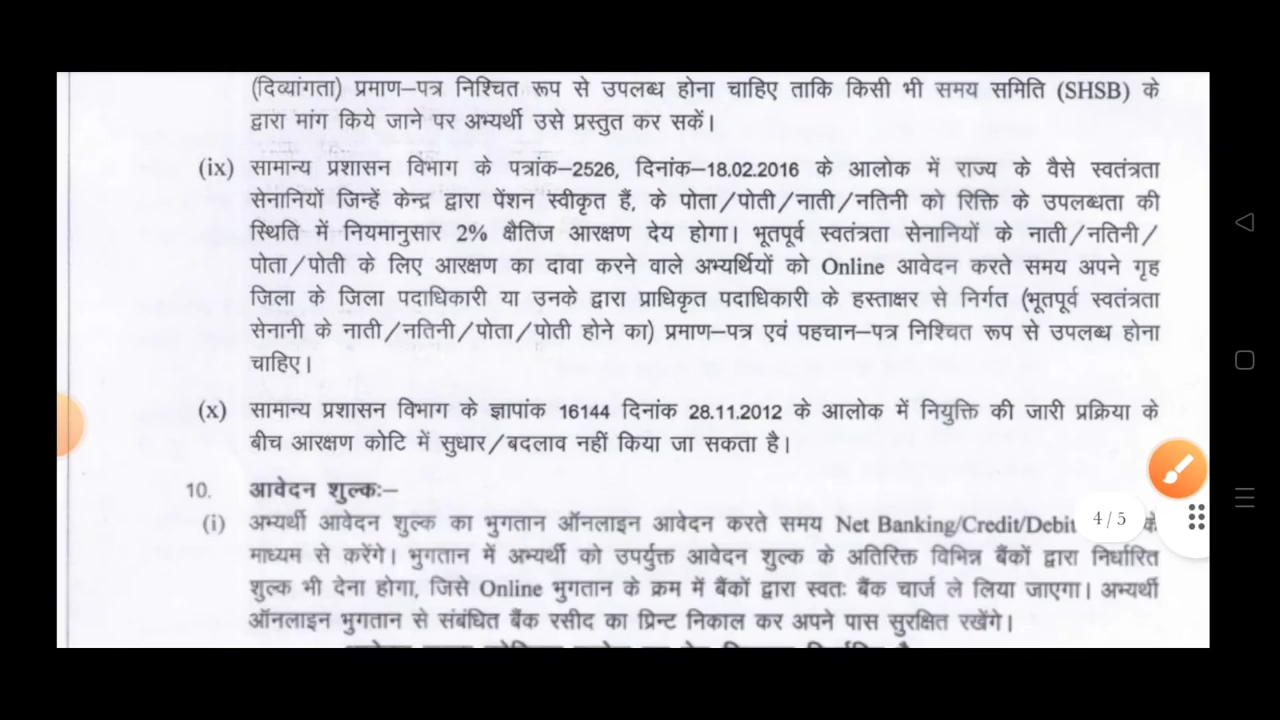 (दिव्यांगता) प्रमाण–पत्र निश्चित रूप से उपलब्ध होना चाहिए ताकि किसी भी समय समिति (SHSB) के
द्वारा मांग किये जाने पर अभ्यर्थी उसे प्रस्तुत कर सकें।
(ix) सामान्य प्रशासन विभाग के पत्रांक–2526, दिनांक–18.02.2016 के आलोक में राज्य के वैसे स्वतंत्रता
सेनानियों जिन्हें केन्द्र द्वारा पेंशन स्वीकृत हैं, के पोता/पोती/नाती/नतिनी को रिक्ति के उपलब्धता की
स्थिति में नियमानुसार 2% क्षैतिज आरक्षण देय होगा। भूतपूर्व स्वतंत्रता सेनानियों के नाती/नतिनी/
पोता/पोती के लिए आरक्षण का दावा करने वाले अभ्यर्थियों को Online आवेदन करते समय अपने गृह
जिला के जिला पदाधिकारी या उनके द्वारा प्राधिकृत पदाधिकारी के हस्ताक्षर से निर्गत (भूतपूर्व स्वतंत्रता
सेनानी के नाती/नतिनी/पोता/पोती होने का) प्रमाण–पत्र एवं पहचान–पत्र निश्चित रूप से उपलब्ध होना
चाहिए।
(x) सामान्य प्रशासन विभाग के ज्ञापांक 16144 दिनांक 28.11.2012 के आलोक में नियुक्ति की जारी प्रक्रिया के
बीच आरक्षण कोटि में सुधार/बदलाव नहीं किया जा सकता है।
10. आवेदन शुल्कः–
(i) अभ्यर्थी आवेदन शुल्क का भुगतान ऑनलाइन आवेदन करते समय Net Banking/Credit/Debit के
4/5
माध्यम से करेंगे। भुगतान में अभ्यर्थी को उपर्युक्त आवेदन शुल्क के अतिरिक्त विभिन्न बैंकों द्वारा निर्धारित
शुल्क भी देना होगा, जिसे Online भुगतान के क्रम में बैंकों द्वारा स्वतः बैंक चार्ज ले लिया जाएगा। अभ्यर्थी
ऑनलाइन भुगतान से संबंधित बैंक रसीद का प्रिन्ट निकाल कर अपने पास सुरक्षित रखेंगे।